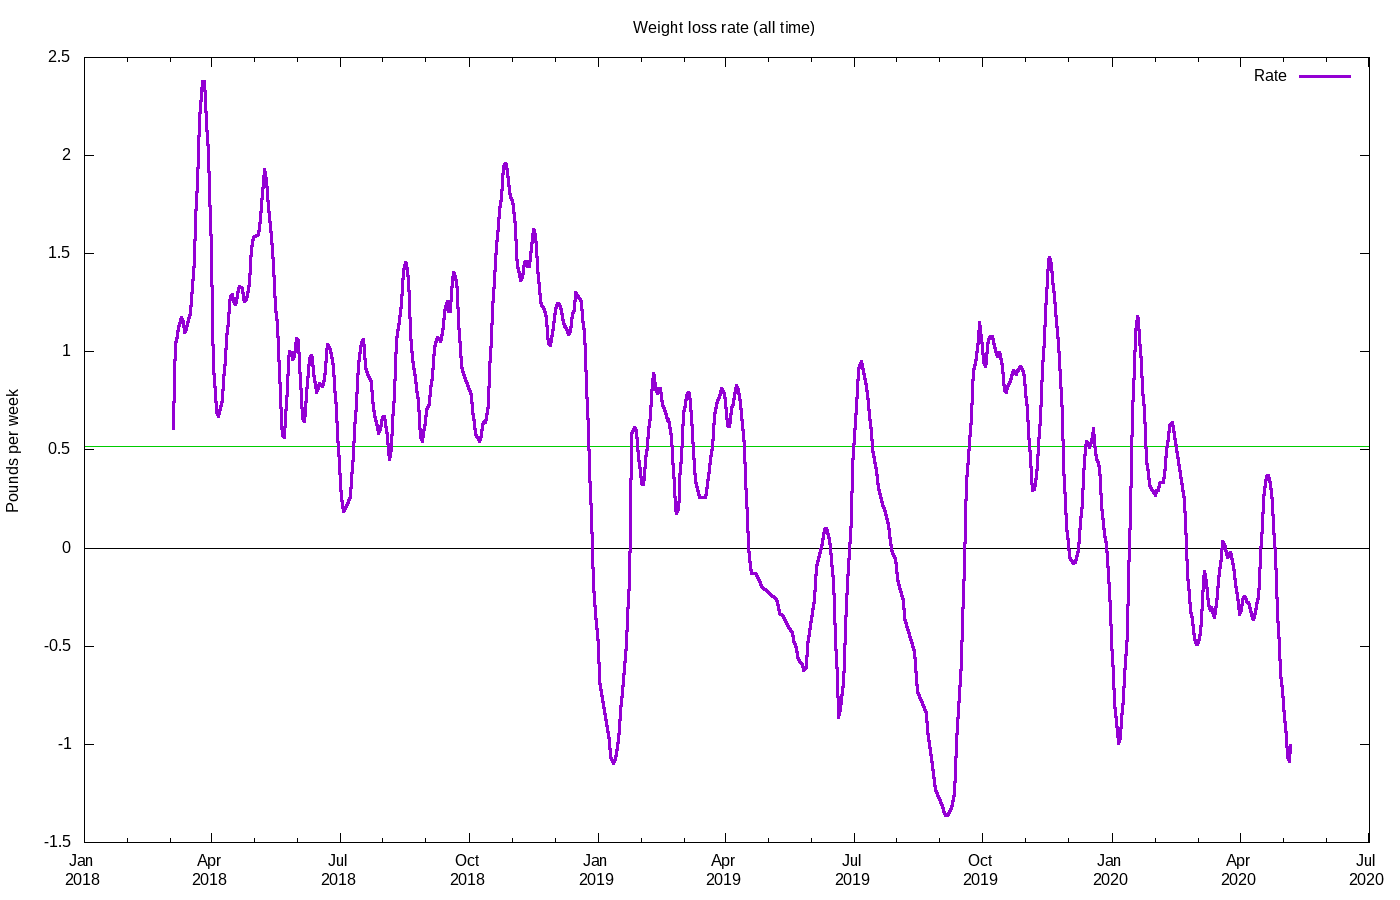 Weight loss rate (all time)
Rate
Pounds per week
2.5
2
1.5
1
0.5
0
-0.5
-1
-1.5
Jan Apr Jul Oct Jan Apr Jul Oct Jan Apr Jul
2018 2018 2018 2018 2019 2019 2019 2019 2020 2020 2020